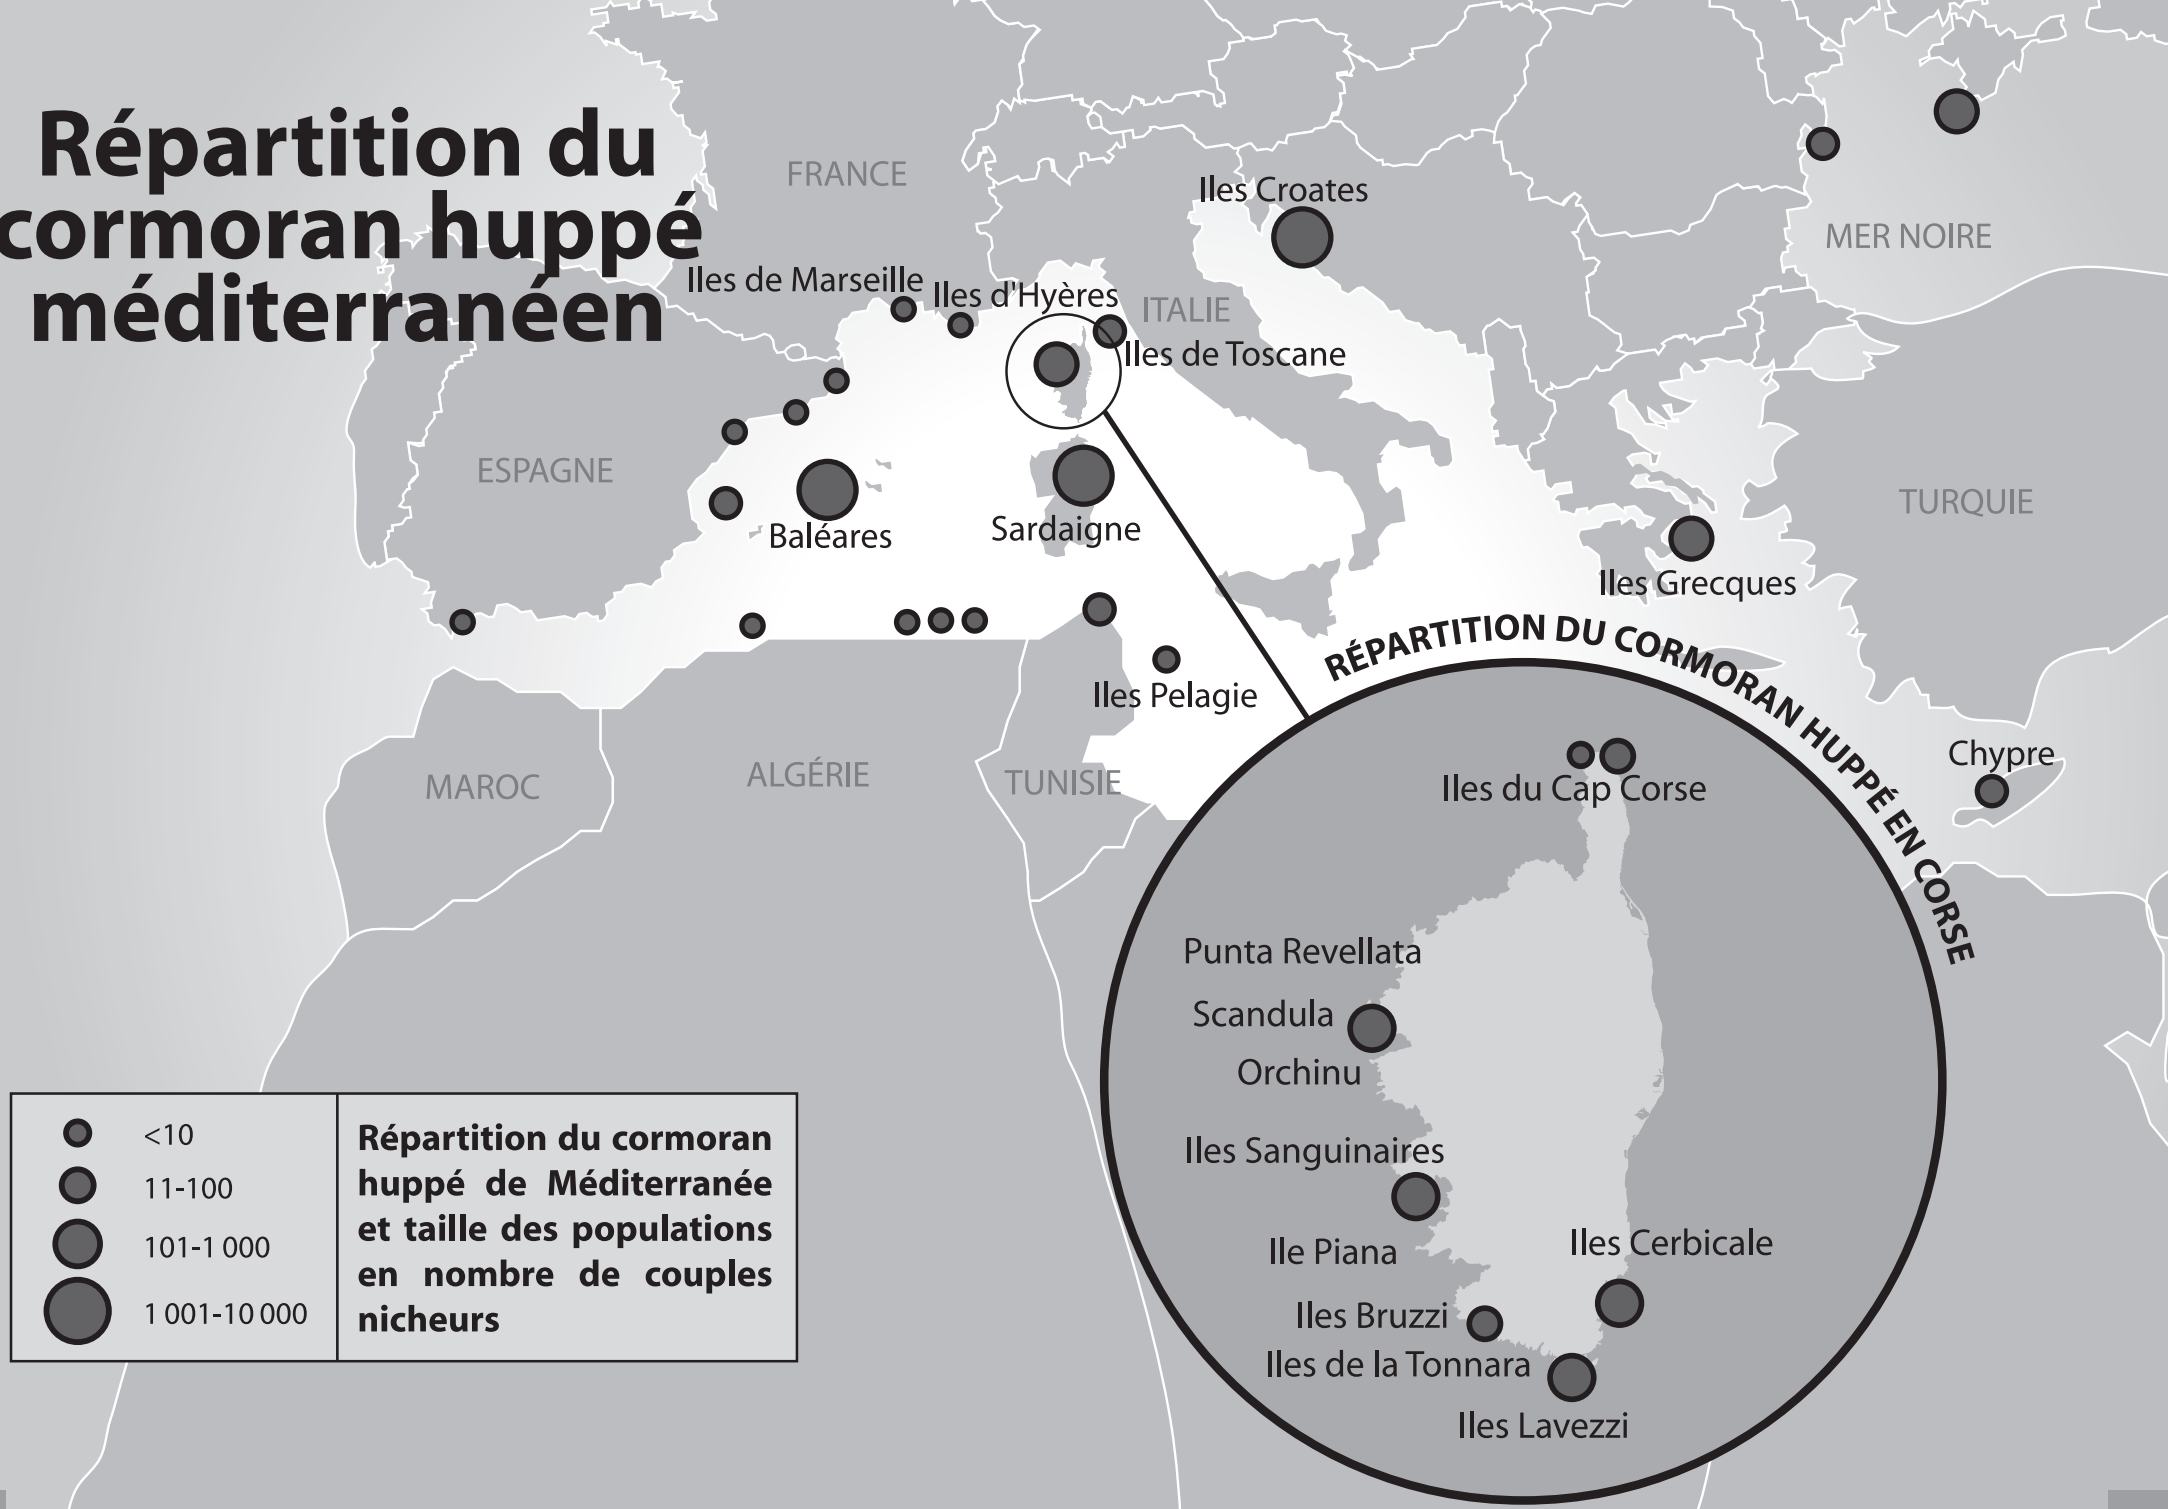 Répartition du
cormoran huppé
méditerranéen
FRANCE
Iles Croates
MER NOIRE
Iles de Marseille
Iles d'Hyères
ITALIE
Iles de Toscane
ESPAGNE
TURQUIE
Baléares
Sardaigne
Iles Grecques
Iles Pelagie
MAROC
ALGÉRIE
TUNISIE
Chypre
RÉPARTITION DU CORMORAN HUPPÉ EN CORSE
Iles du Cap Corse
Punta Revellata
Scandula
Orchinu
Iles Sanguinaires
Ile Piana
Iles Cerbicale
Iles Bruzzi
Iles de la Tonnara
Iles Lavezzi
<10
11-100
101-1 000
1 001-10 000
Répartition du cormoran
huppé de Méditerranée
et taille des populations
en nombre de couples
nicheurs